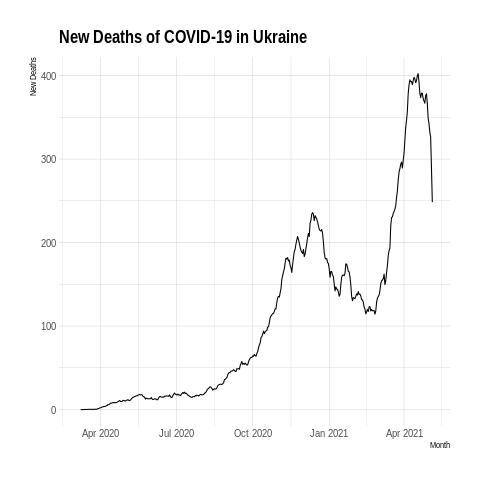 New Deaths of COVID-19 in Ukraine
New Deaths
400
300
200
100
0
Apr 2020 Jul 2020 Oct 2020 Jan 2021 Apr 2021
Month